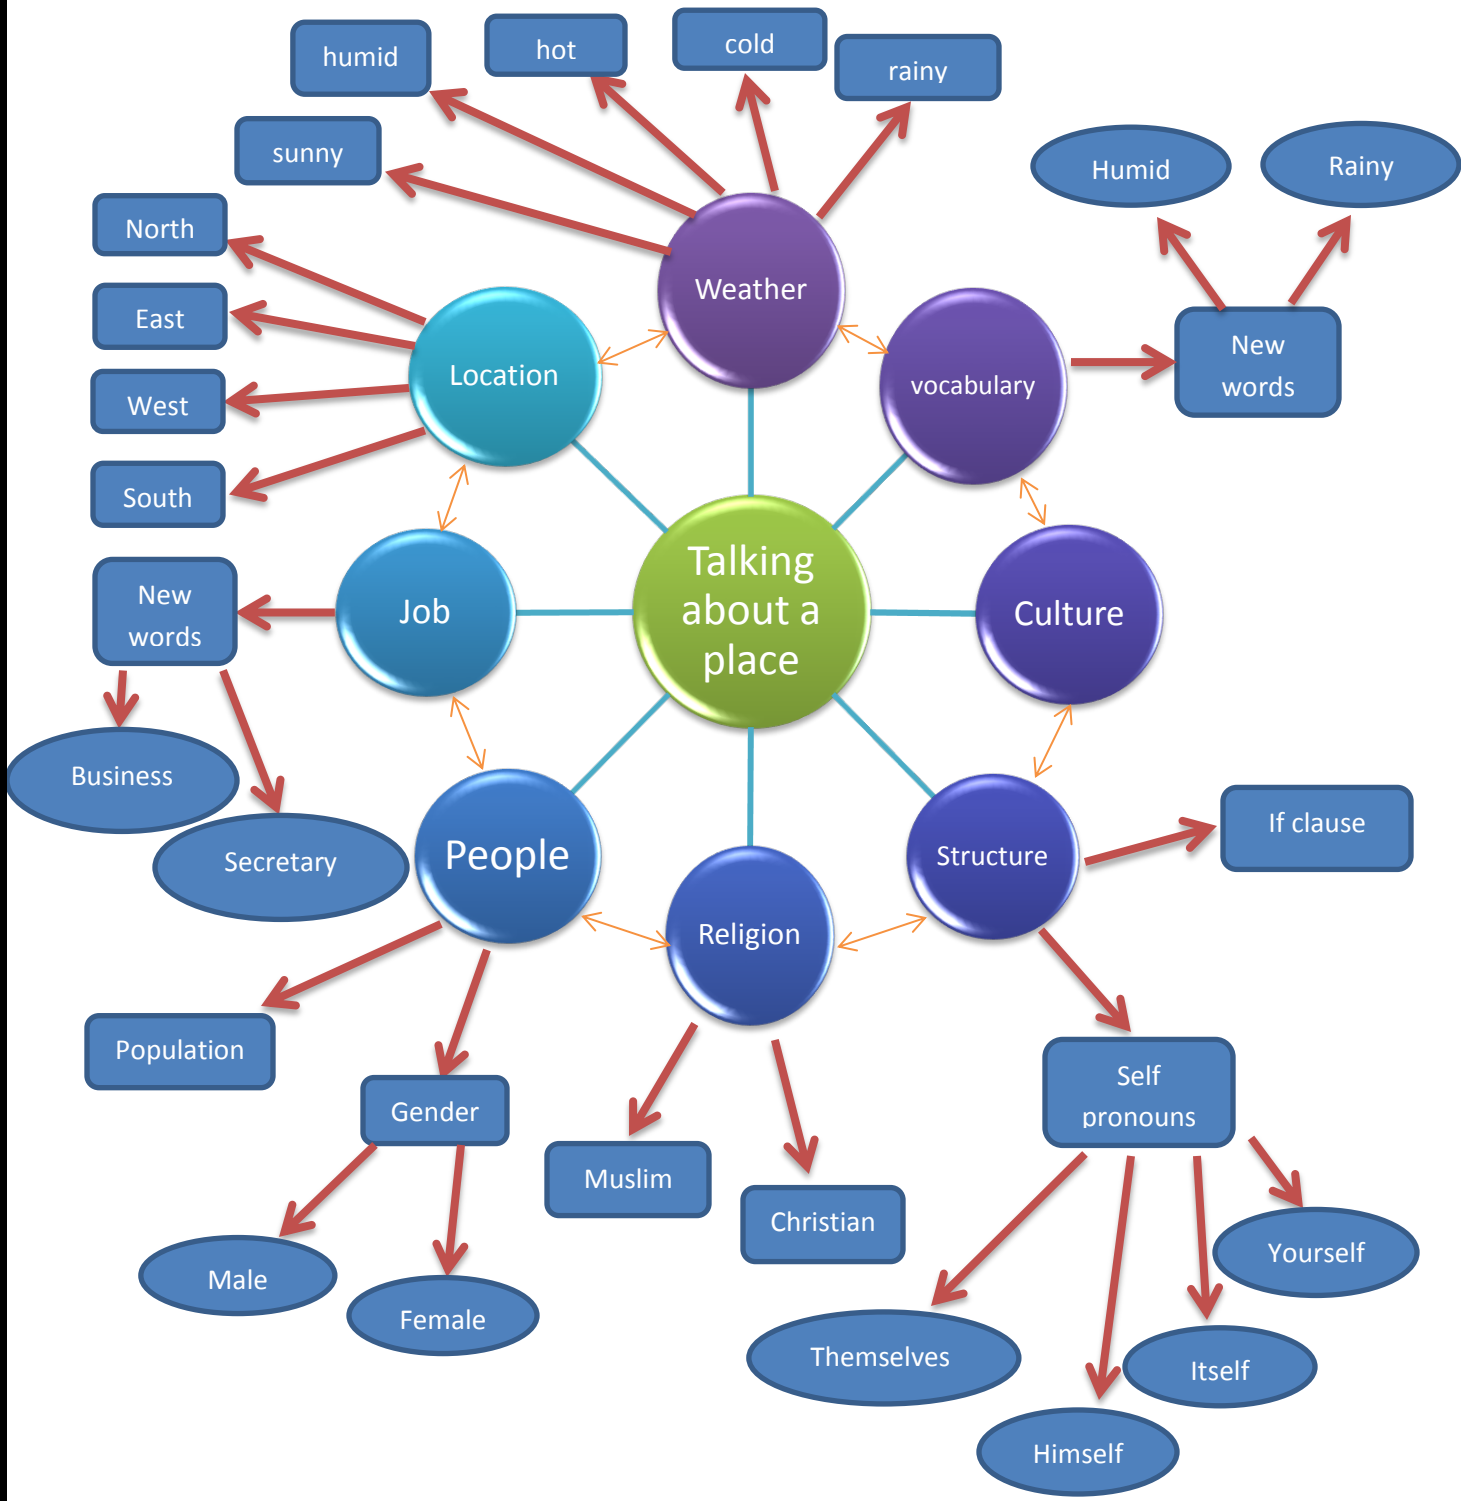 humid
hot
cold
rainy
sunny
Humid
Rainy
North
East
West
South
Weather
Location
vocabulary
New
words
Talking
about a
place
Job
Culture
New
words
Business
Secretary
People
Religion
Structure
If clause
Population
Gender
Male
Female
Muslim
Christian
Self
pronouns
Yourself
Themselves
Itself
Himself